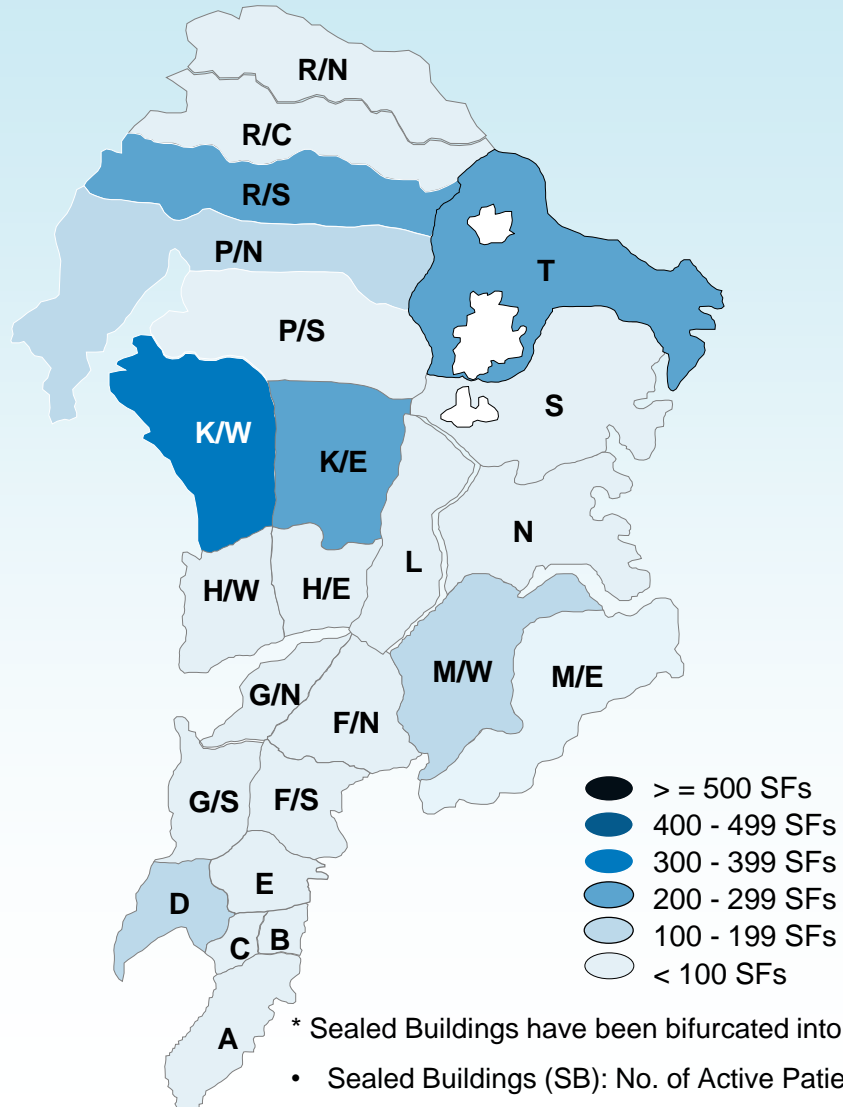 R/N
R/C
R/S
P/N
T
P/S
S
K/W
K/E
N
L
H/W
H/E
M/W
M/E
G/N
F/N
G/S
F/S
E
D
B
C
A
> = 500 SFs
400 - 499 SFs
300 - 399 SFs
200 - 299 SFs
100 - 199 SFs
< 100 SFs
* Sealed Buildings have been bifurcated into
• Sealed Buildings (SB): No. of Active Patie